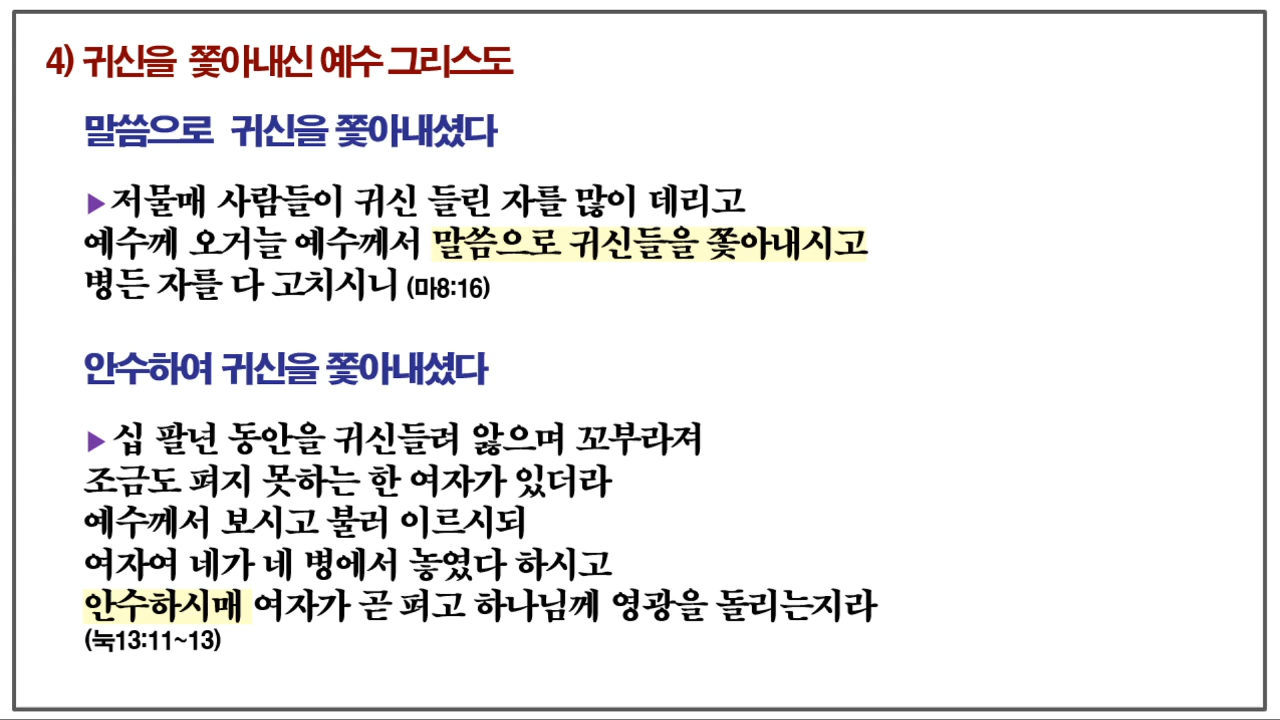 4) 귀신을 쫓아내신 예수 그리스도
말씀으로 귀신을 쫓아내셨다
▶저물매 사람들이 귀신 들린 자를 많이 데리고
예수께 오거늘 예수께서 말씀으로 귀신들을 쫓아내시고
병든 자를 다 고치시니 (마8:16)
안수하여 귀신을 쫓아내셨다
▶십 팔년 동안을 귀신들려 앓으며 꼬부라져
조금도 펴지 못하는 한 여자가 있더라
예수께서 보시고 불러 이르시되
여자여 네가 네 병에서 놓였다 하시고
안수하시매 여자가 곧 펴고 하나님께 영광을 돌리는지라
(눅13:11~13)